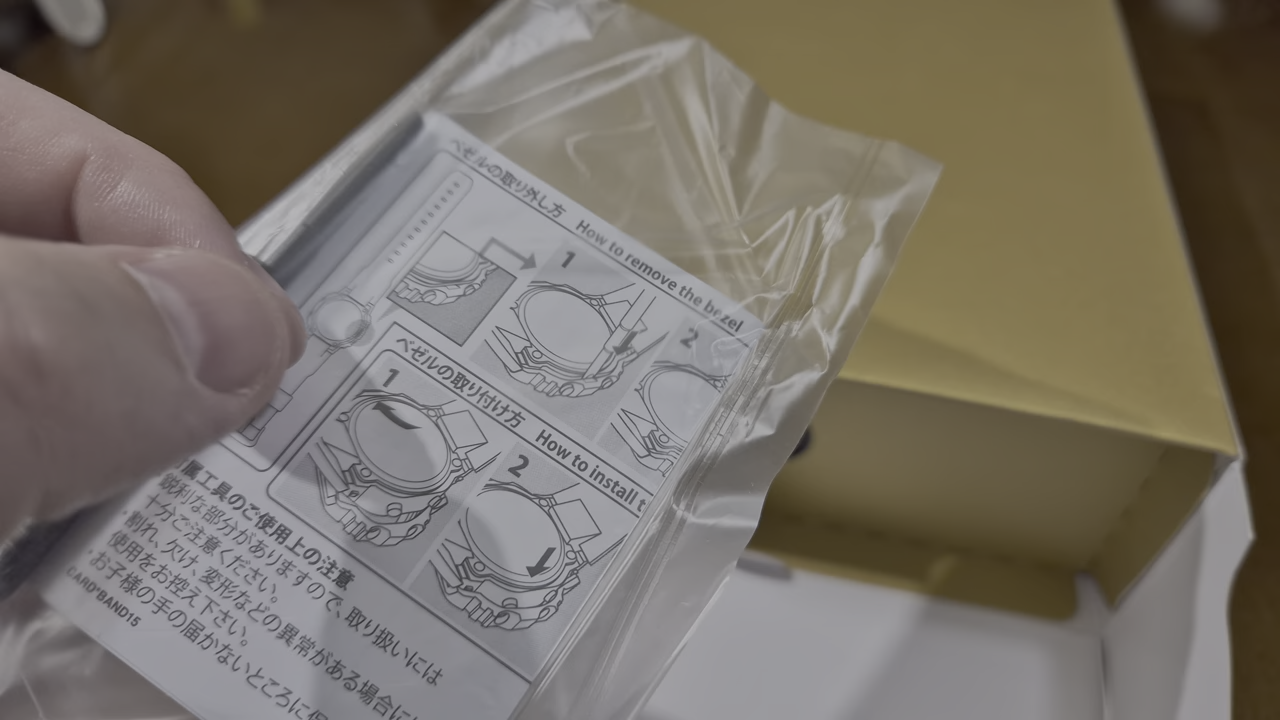 ベゼルの取り外し方 How to remove the bezel
1
2
ベゼルの取り付け方 How to install t
1
2
属工具のご使用上の注意
鋭利な部分がありますので、取り扱いには
十分ご注意ください。
割れ、欠け、変形などの異常がある場合に
使用をお控え下さい。
・お子様の手の届かないところに保
CARD*BAND15